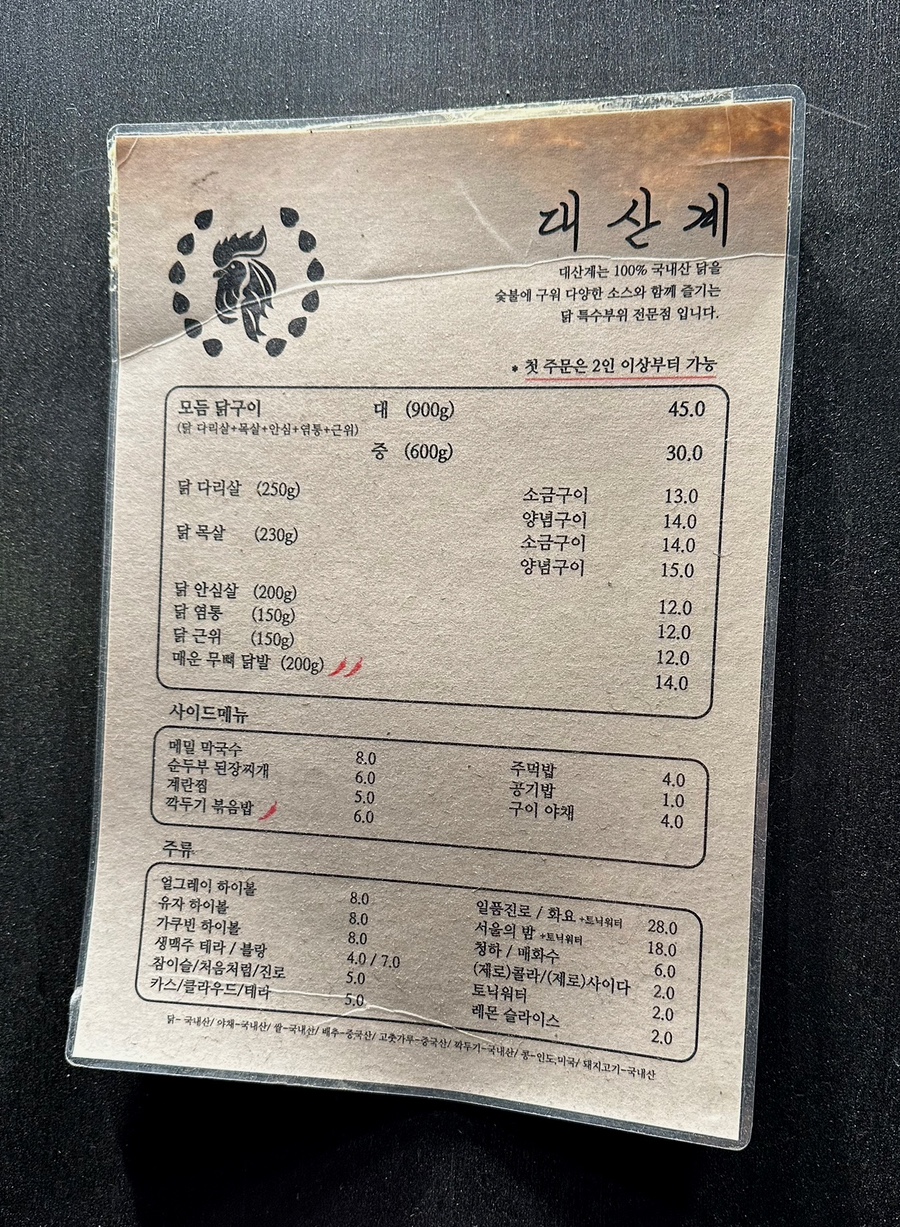 대산계
대산계는 100% 국내산 닭을
숯불에 구워 다양한 소스와 함께 즐기는
닭 특수부위 전문점 입니다.
* 첫 주문은 2인 이상부터 가능
모듬 닭구이 대 (900g) 45.0
(닭 다리살+목살+안심+염통+근위)
중 (600g) 30.0
닭 다리살 (250g) 소금구이 13.0
양념구이 14.0
닭 목살 (230g) 소금구이 14.0
양념구이 15.0
닭 안심살 (200g) 12.0
닭 염통 (150g) 12.0
닭 근위 (150g) 12.0
매운 무뼈 닭발 (200g) 14.0
사이드메뉴
메밀 막국수 8.0
순두부 된장찌개 6.0
계란찜 5.0
깍두기 볶음밥 6.0
주먹밥 4.0
공기밥 1.0
구이 야채 4.0
주류
얼그레이 하이볼 8.0
유자 하이볼 8.0
가쿠빈 하이볼 8.0
생맥주 테라 / 블랑 4.0 / 7.0
참이슬/처음처럼/진로 5.0
카스/클라우드/테라 5.0
일품진로 / 화요 +토닉워터 28.0
서울의 밤 +토닉워터 18.0
청하 / 매화수 6.0
(제로)콜라/(제로)사이다 2.0
토닉워터 2.0
레몬 슬라이스 2.0
닭- 국내산/ 야채-국내산/ 쌀-국내산/ 배추-중국산/ 고춧가루-중국산/ 깍두기-국내산/ 콩-인도,미국/ 돼지고기-국내산